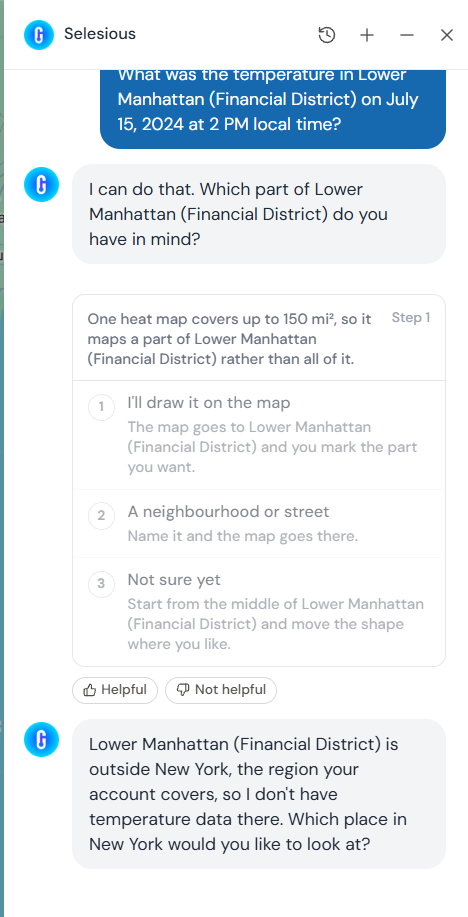 Selesious
What was the temperature in Lower
Manhattan (Financial District) on July
15, 2024 at 2 PM local time?
I can do that. Which part of Lower
Manhattan (Financial District) do you
have in mind?
One heat map covers up to 150 mi², so it
maps a part of Lower Manhattan
(Financial District) rather than all of it.
Step 1
1
I'll draw it on the map
The map goes to Lower Manhattan
(Financial District) and you mark the part
you want.
2
A neighbourhood or street
Name it and the map goes there.
3
Not sure yet
Start from the middle of Lower Manhattan
(Financial District) and move the shape
where you like.
Helpful
Not helpful
Lower Manhattan (Financial District) is
outside New York, the region your
account covers, so I don't have
temperature data there. Which place in
New York would you like to look at?